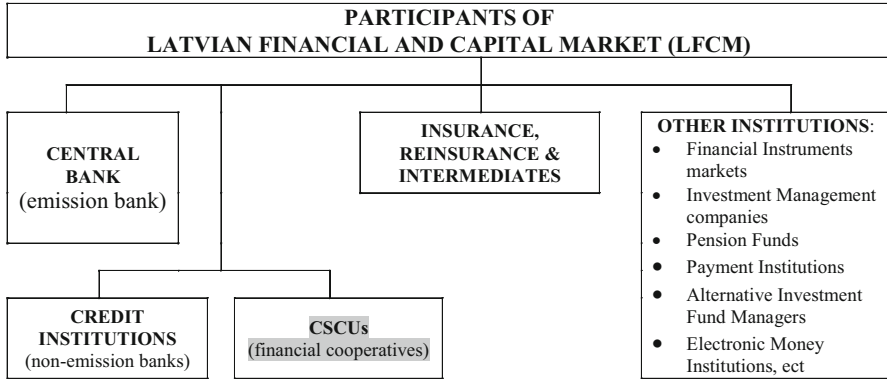 PARTICIPANTS OF
LATVIAN FINANCIAL AND CAPITAL MARKET (LFCM)
CENTRAL
BANK
(emission bank)
INSURANCE,
REINSURANCE &
INTERMEDIATES
OTHER INSTITUTIONS:
• Financial Instruments
markets
• Investment Management
companies
• Pension Funds
• Payment Institutions
• Alternative Investment
Fund Managers
• Electronic Money
Institutions, ect
CREDIT
INSTITUTIONS
(non-emission banks)
CSCUs
(financial cooperatives)